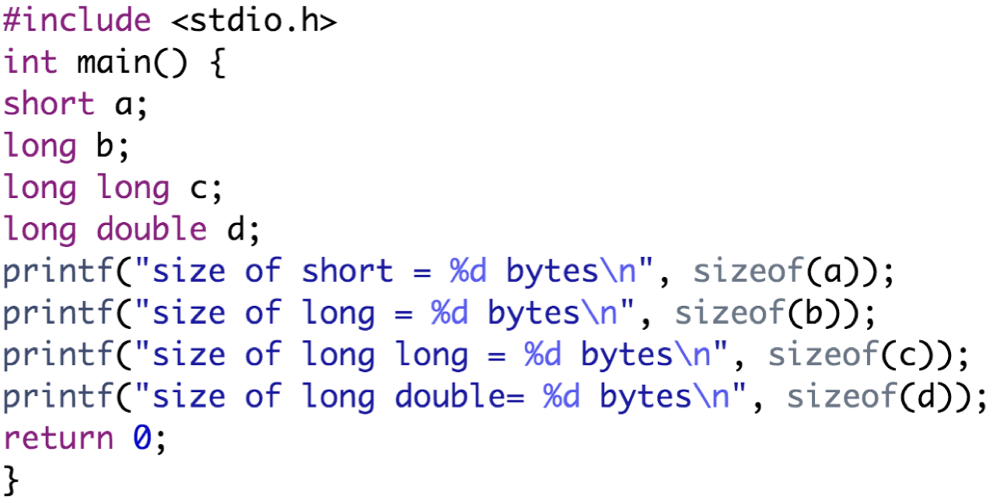 #include <stdio.h>
int main() {
short a;
long b;
long long c;
long double d;
printf("size of short = %d bytes\n", sizeof(a));
printf("size of long = %d bytes\n", sizeof(b));
printf("size of long long = %d bytes\n", sizeof(c));
printf("size of long double= %d bytes\n", sizeof(d));
return 0;
}